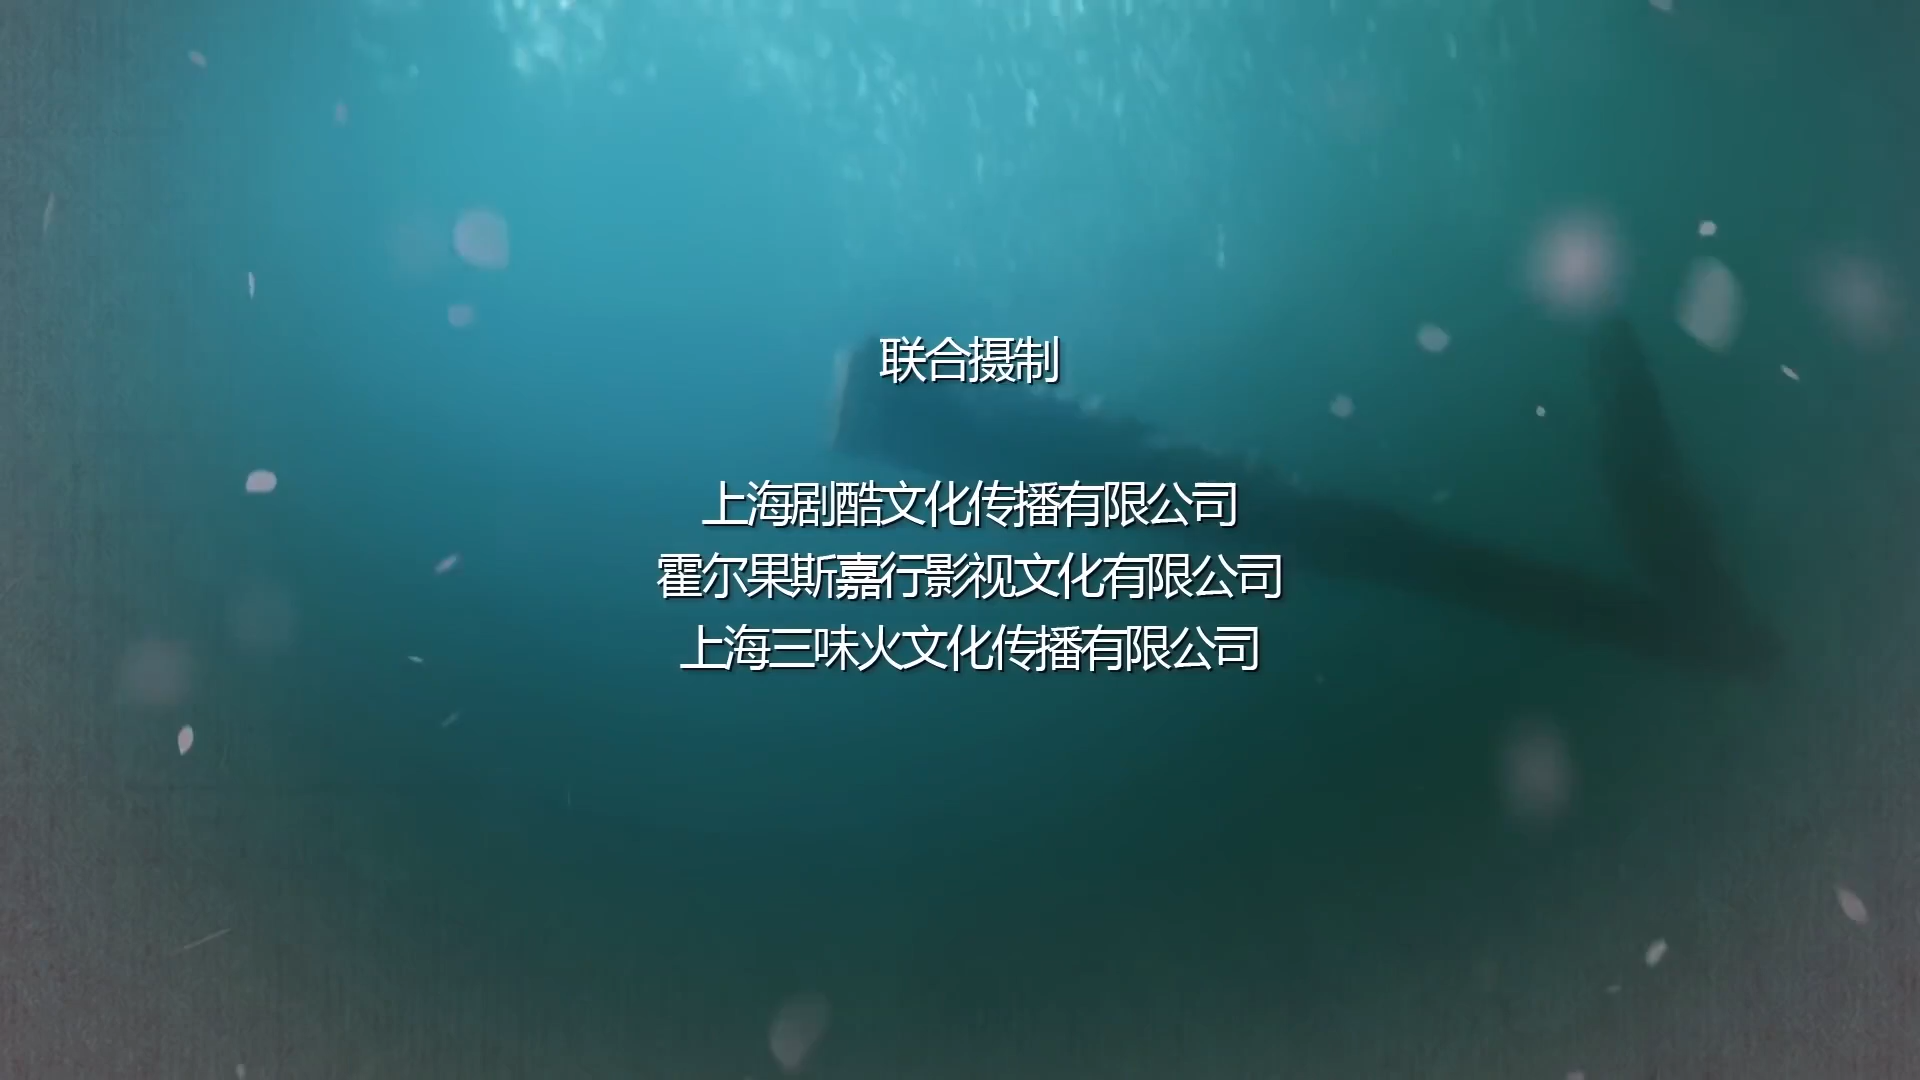 联合摄制
上海剧酷文化传播有限公司
霍尔果斯嘉行影视文化有限公司
上海三味火文化传播有限公司